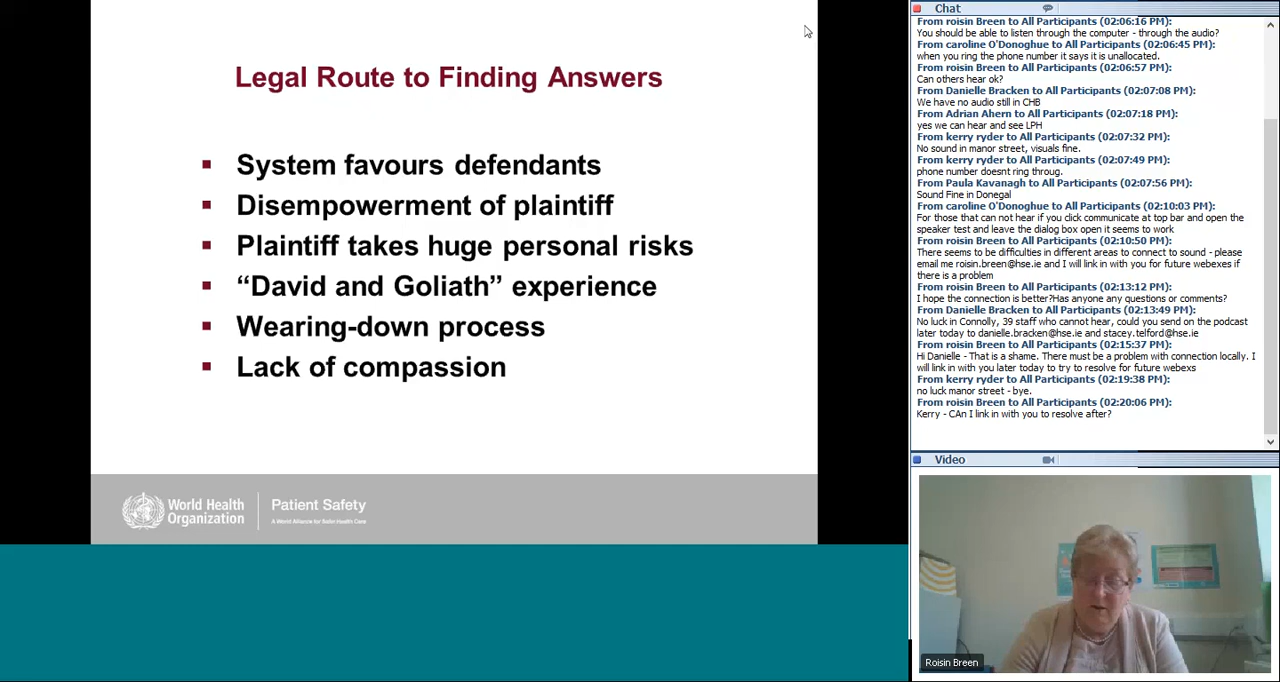 Legal Route to Finding Answers
System favours defendants
Disempowerment of plaintiff
Plaintiff takes huge personal risks
“David and Goliath” experience
Wearing-down process
Lack of compassion
World Health
Organization
Patient Safety
A World Alliance for Safer Health Care
Chat
From roisin Breen to All Participants (02:06:16 PM):
You should be able to listen through the computer - through the audio?
From caroline O'Donoghue to All Participants (02:06:45 PM):
when you ring the phone number it says it is unallocated.
From roisin Breen to All Participants (02:06:57 PM):
Can others hear ok?
From Danielle Bracken to All Participants (02:07:08 PM):
We have no audio still in CHB
From Adrian Ahern to All Participants (02:07:18 PM):
yes we can hear and see LPH
From kerry ryder to All Participants (02:07:32 PM):
No sound in manor street, visuals fine.
From kerry ryder to All Participants (02:07:49 PM):
phone number doesnt ring throug.
From Paula Kavanagh to All Participants (02:07:56 PM):
Sound Fine in Donegal
From caroline O'Donoghue to All Participants (02:10:03 PM):
For those that can not hear if you click communicate at top bar and open the
speaker test and leave the dialog box open it seems to work
From roisin Breen to All Participants (02:10:50 PM):
There seems to be difficulties in different areas to connect to sound - please
email me roisin.breen@hse.ie and I will link in with you for future webexes if
there is a problem
From roisin Breen to All Participants (02:13:12 PM):
I hope the connection is better?Has anyone any questions or comments?
From Danielle Bracken to All Participants (02:13:49 PM):
No luck in Connolly, 39 staff who cannot hear, could you send on the podcast
later today to danielle.bracken@hse.ie and stacey.telford@hse.ie
From roisin Breen to All Participants (02:15:37 PM):
Hi Danielle - That is a shame. There must be a problem with connection locally. I
will link in with you later today to try to resolve for future webexs
From kerry ryder to All Participants (02:19:38 PM):
no luck manor street - bye.
From roisin Breen to All Participants (02:20:06 PM):
Kerry - CAn I link in with you to resolve after?
Video
Roisin Breen